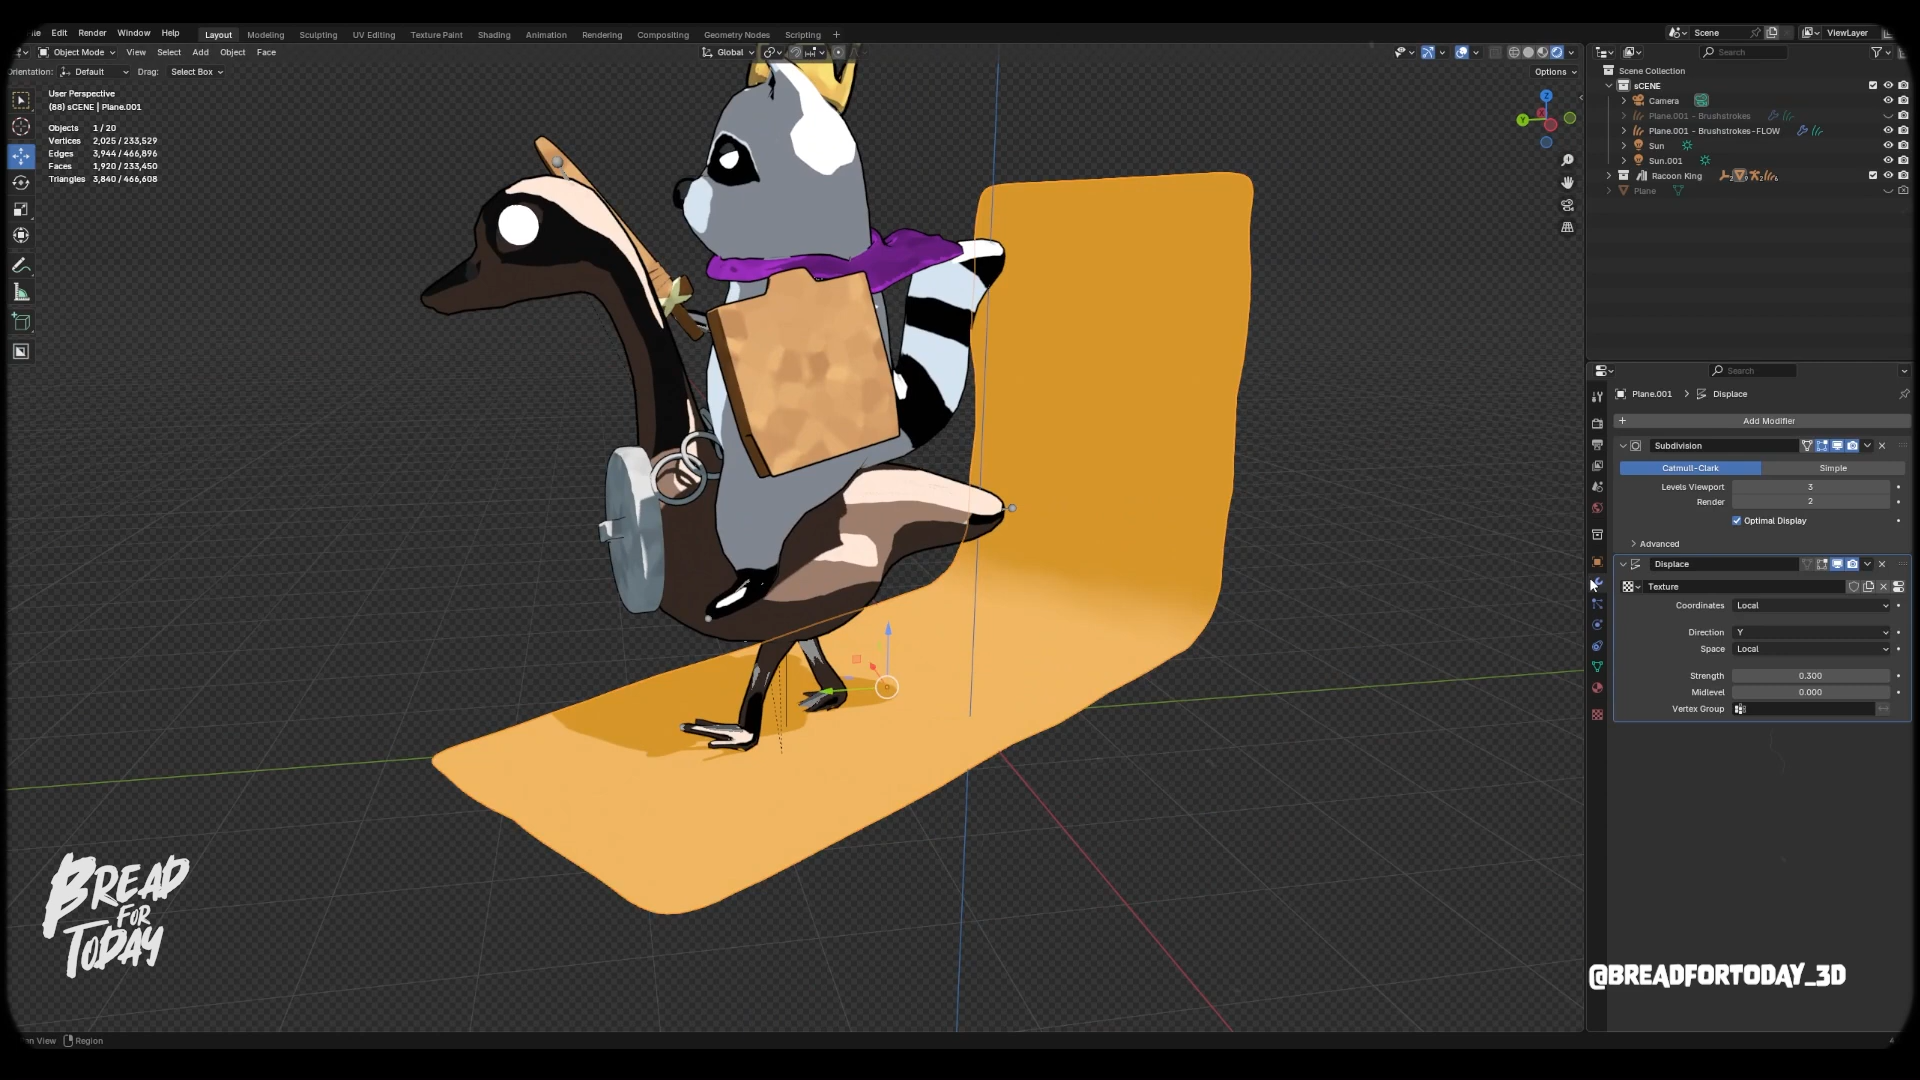 Edit Render Window Help Layout Modeling Sculpting UV Editing Texture Paint Shading Animation Rendering Compositing Geometry Nodes Scripting + Scene ViewLayer
Object Mode View Select Add Object Face Global Search
Orientation: Default Drag: Select Box Options
User Perspective
(88) sCENE | Plane.001
Objects 1 / 20
Vertices 2,025 / 233,529
Edges 3,944 / 466,896
Faces 1,920 / 233,450
Triangles 3,840 / 466,608
Z
Y
Scene Collection
sCENE
Camera
Plane.001 - Brushstrokes
Plane.001 - Brushstrokes-FLOW
Sun
Sun.001
Racoon King
Plane
Search
Plane.001 > Displace
+ Add Modifier
Subdivision
Catmull-Clark Simple
Levels Viewport 3
Render 2
Optimal Display
Advanced
Displace
Texture
Coordinates Local
Direction Y
Space Local
Strength 0.300
Midlevel 0.000
Vertex Group
BREAD
FOR
TODAY
@BREADFORTODAY_3D
on View Region